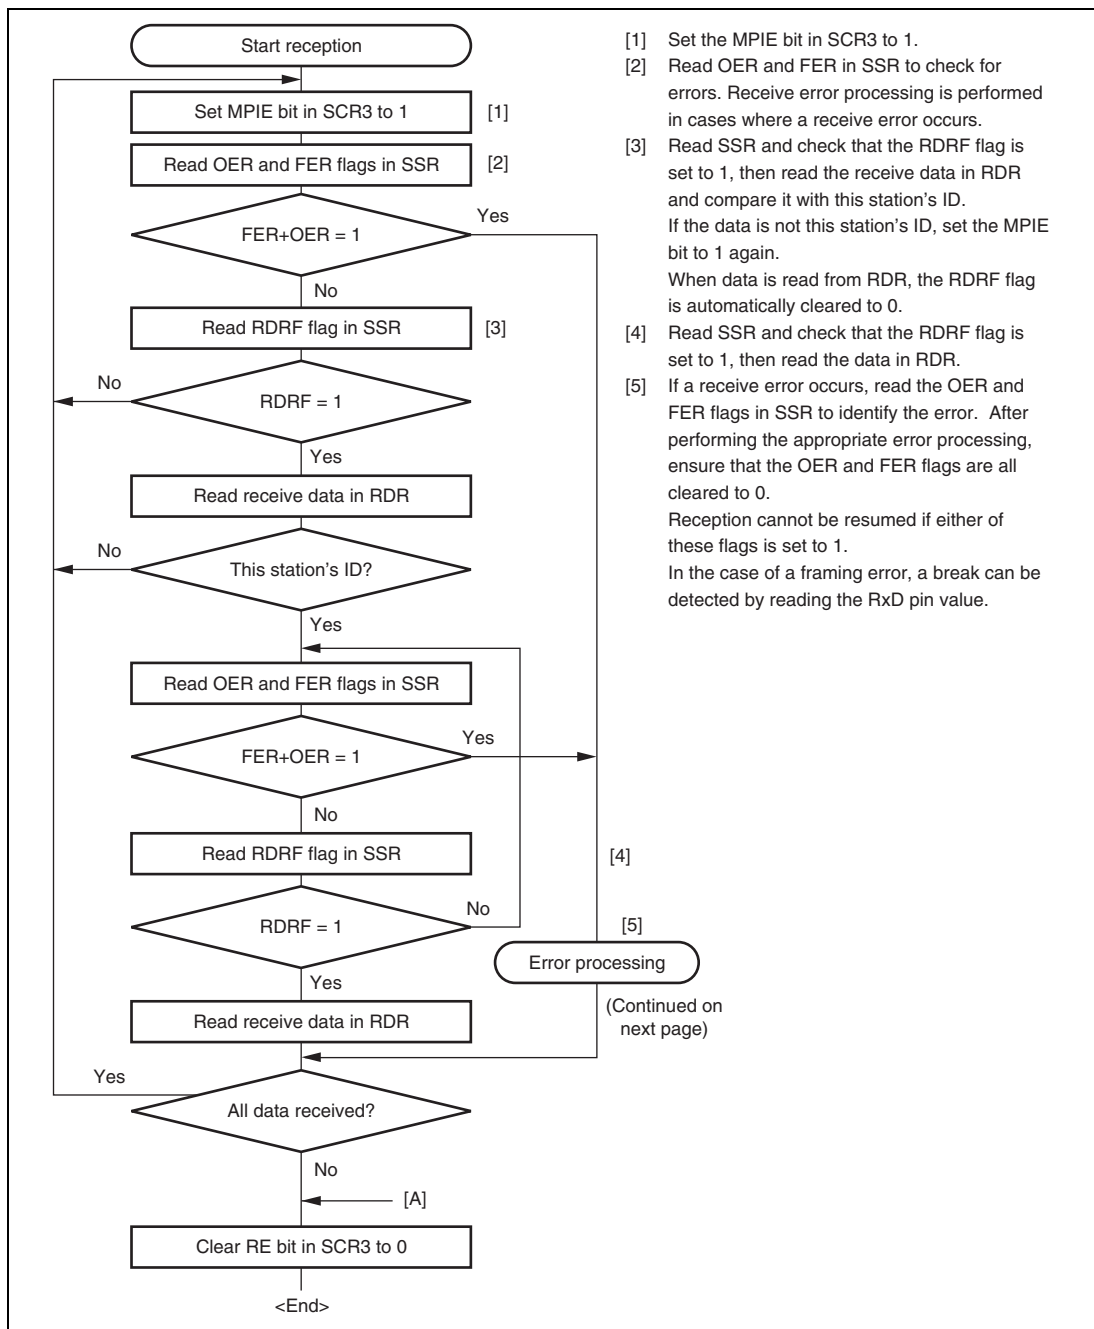 Start reception
Set MPIE bit in SCR3 to 1 [1]
Read OER and FER flags in SSR [2]
Yes
FER+OER = 1
No
Read RDRF flag in SSR [3]
No
RDRF = 1
Yes
Read receive data in RDR
No
This station's ID?
Yes
Read OER and FER flags in SSR
Yes
FER+OER = 1
No
Read RDRF flag in SSR
[4]
No
RDRF = 1
[5]
Error processing
Yes
(Continued on
next page)
Read receive data in RDR
Yes
All data received?
No
[A]
Clear RE bit in SCR3 to 0
<End>
[1] Set the MPIE bit in SCR3 to 1.
[2] Read OER and FER in SSR to check for
errors. Receive error processing is performed
in cases where a receive error occurs.
[3] Read SSR and check that the RDRF flag is
set to 1, then read the receive data in RDR
and compare it with this station's ID.
If the data is not this station's ID, set the MPIE
bit to 1 again.
When data is read from RDR, the RDRF flag
is automatically cleared to 0.
[4] Read SSR and check that the RDRF flag is
set to 1, then read the data in RDR.
[5] If a receive error occurs, read the OER and
FER flags in SSR to identify the error. After
performing the appropriate error processing,
ensure that the OER and FER flags are all
cleared to 0.
Reception cannot be resumed if either of
these flags is set to 1.
In the case of a framing error, a break can be
detected by reading the RxD pin value.